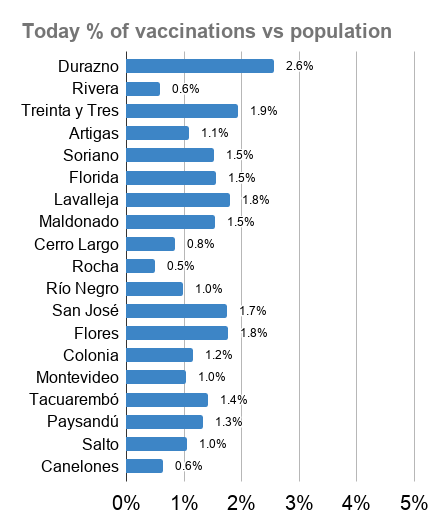 Today % of vaccinations vs population
Durazno 2.6%
Rivera 0.6%
Treinta y Tres 1.9%
Artigas 1.1%
Soriano 1.5%
Florida 1.5%
Lavalleja 1.8%
Maldonado 1.5%
Cerro Largo 0.8%
Rocha 0.5%
Río Negro 1.0%
San José 1.7%
Flores 1.8%
Colonia 1.2%
Montevideo 1.0%
Tacuarembó 1.4%
Paysandú 1.3%
Salto 1.0%
Canelones 0.6%
0% 1% 2% 3% 4% 5%